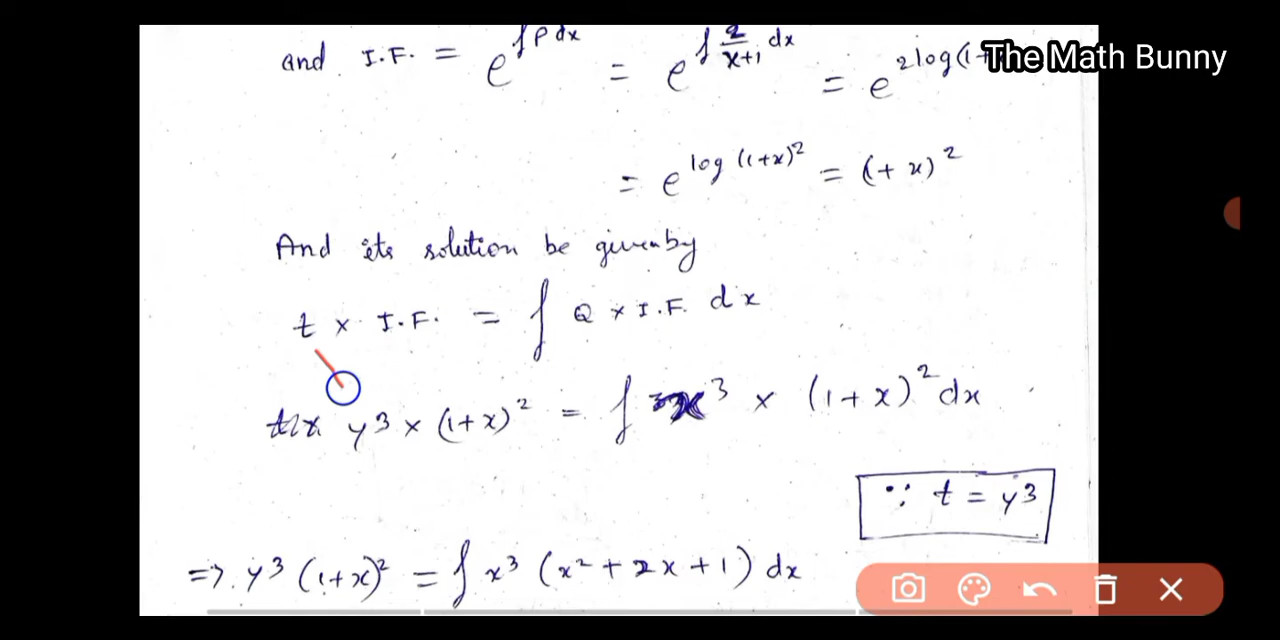 and I.F. = e^∫P dx = e^∫2/x+1 dx = e^2log(1+
The Math Bunny
= e^log (1+x)^2 = (+ x)^2
And its solution be given by
t × I.F. = ∫ Q × I.F. dx
y^3 × (1+x)^2 = ∫ x^3 × (1+x)^2 dx
∵ t = y^3
=> y^3 (1+x)^2 = ∫ x^3 (x^2 + 2x + 1) dx